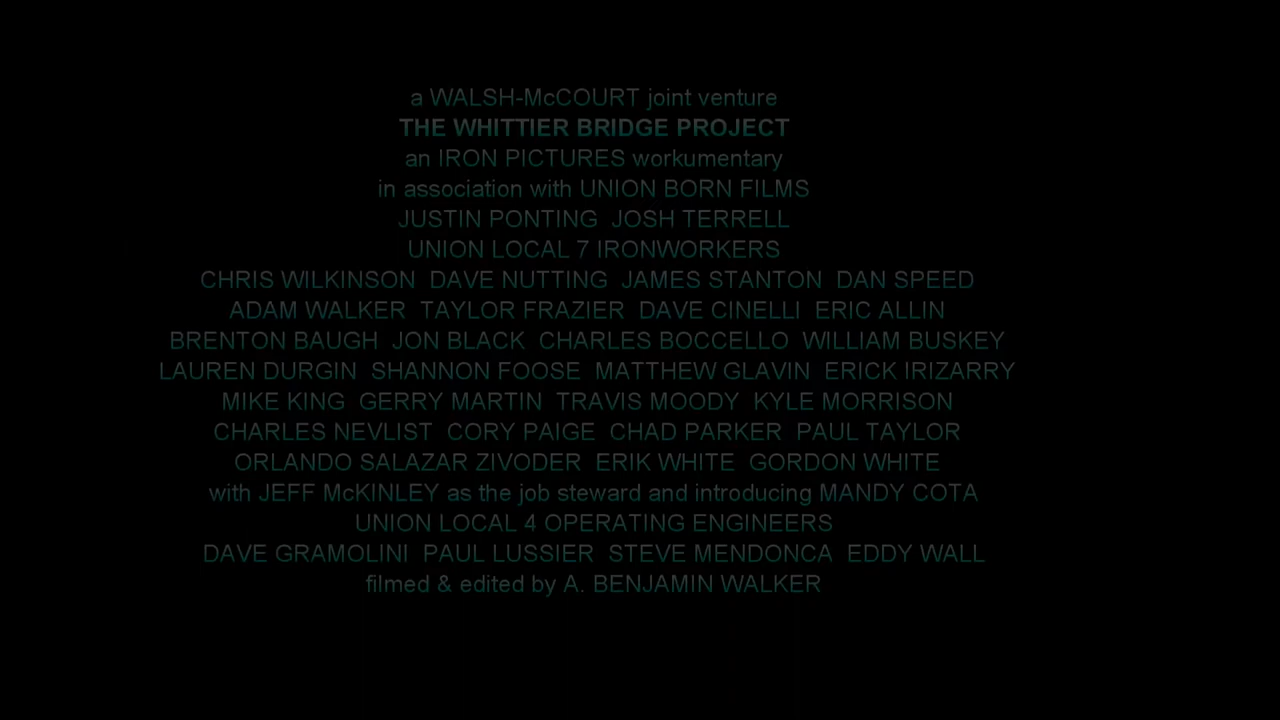 a WALSH-McCOURT joint venture
THE WHITTIER BRIDGE PROJECT
an IRON PICTURES workumentary
in association with UNION BORN FILMS
JUSTIN PONTING JOSH TERRELL
UNION LOCAL 7 IRONWORKERS
CHRIS WILKINSON DAVE NUTTING JAMES STANTON DAN SPEED
ADAM WALKER TAYLOR FRAZIER DAVE CINELLI ERIC ALLIN
BRENTON BAUGH JON BLACK CHARLES BOCCELLO WILLIAM BUSKEY
LAUREN DURGIN SHANNON FOOSE MATTHEW GLAVIN ERICK IRIZARRY
MIKE KING GERRY MARTIN TRAVIS MOODY KYLE MORRISON
CHARLES NEVLIST CORY PAIGE CHAD PARKER PAUL TAYLOR
ORLANDO SALAZAR ZIVODER ERIK WHITE GORDON WHITE
with JEFF McKINLEY as the job steward and introducing MANDY COTA
UNION LOCAL 4 OPERATING ENGINEERS
DAVE GRAMOLINI PAUL LUSSIER STEVE MENDONCA EDDY WALL
filmed & edited by A. BENJAMIN WALKER